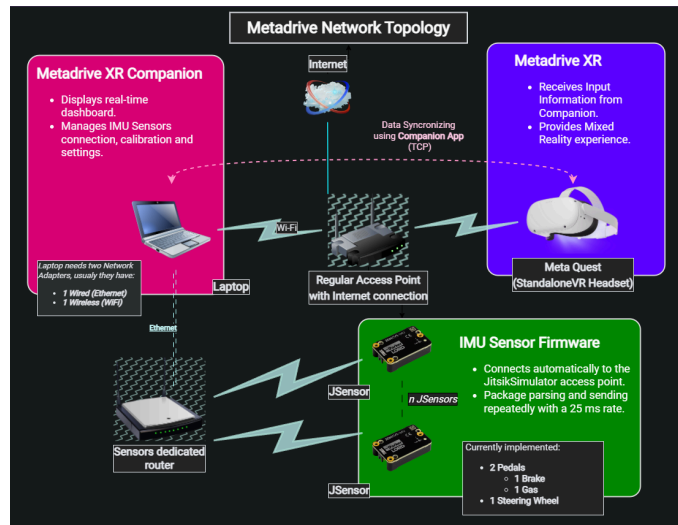 Metadrive Network Topology
Internet
Metadrive XR Companion
• Displays real-time
dashboard.
• Manages IMU Sensors
connection, calibration and
settings.
Metadrive XR
• Receives Input
Information from
Companion.
• Provides Mixed
Reality experience.
Data Syncronizing
using Companion App
(TCP)
Wi-Fi
Laptop needs two Network
Adapters, usualy they have:
• 1 Wired (Ethernet)
• 1 Wireless (WiFi)
Laptop
Regular Access Point
with Internet connection
Meta Quest
(StandaloneVR Headset)
Ethernet
IMU Sensor Firmware
• Connects automatically to the
JitsikSimulator access point.
• Package parsing and sending
repeatedly with a 25 ms rate.
JSensor
n JSensors
Sensors dedicated
router
JSensor
Currently implemented:
• 2 Pedals
○ 1 Brake
○ 1 Gas
• 1 Steering Wheel